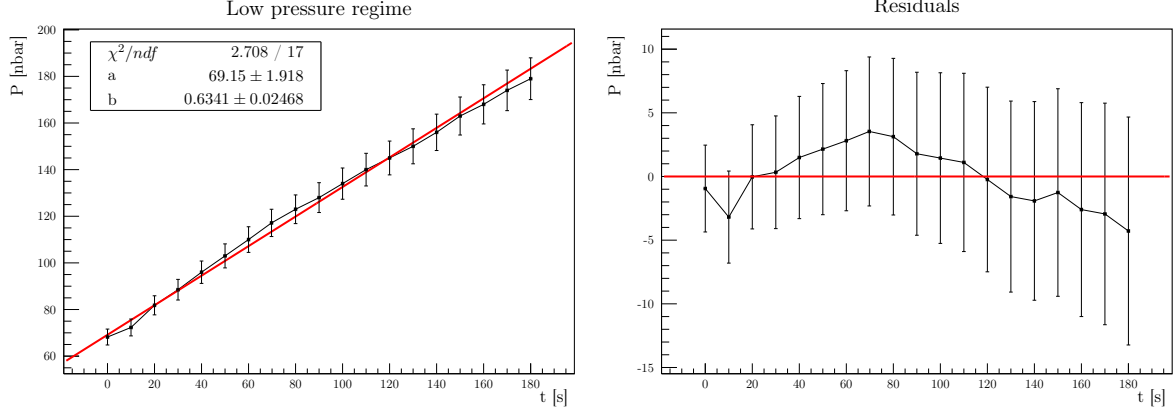 Low pressure regime
P [nbar]
200
180
160
140
120
100
80
60
χ²/ndf 2.708 / 17
a 69.15 ± 1.918
b 0.6341 ± 0.02468
0 20 40 60 80 100 120 140 160 180
t [s]
Residuals
P [nbar]
10
5
0
-5
-10
-15
0 20 40 60 80 100 120 140 160 180
t [s]